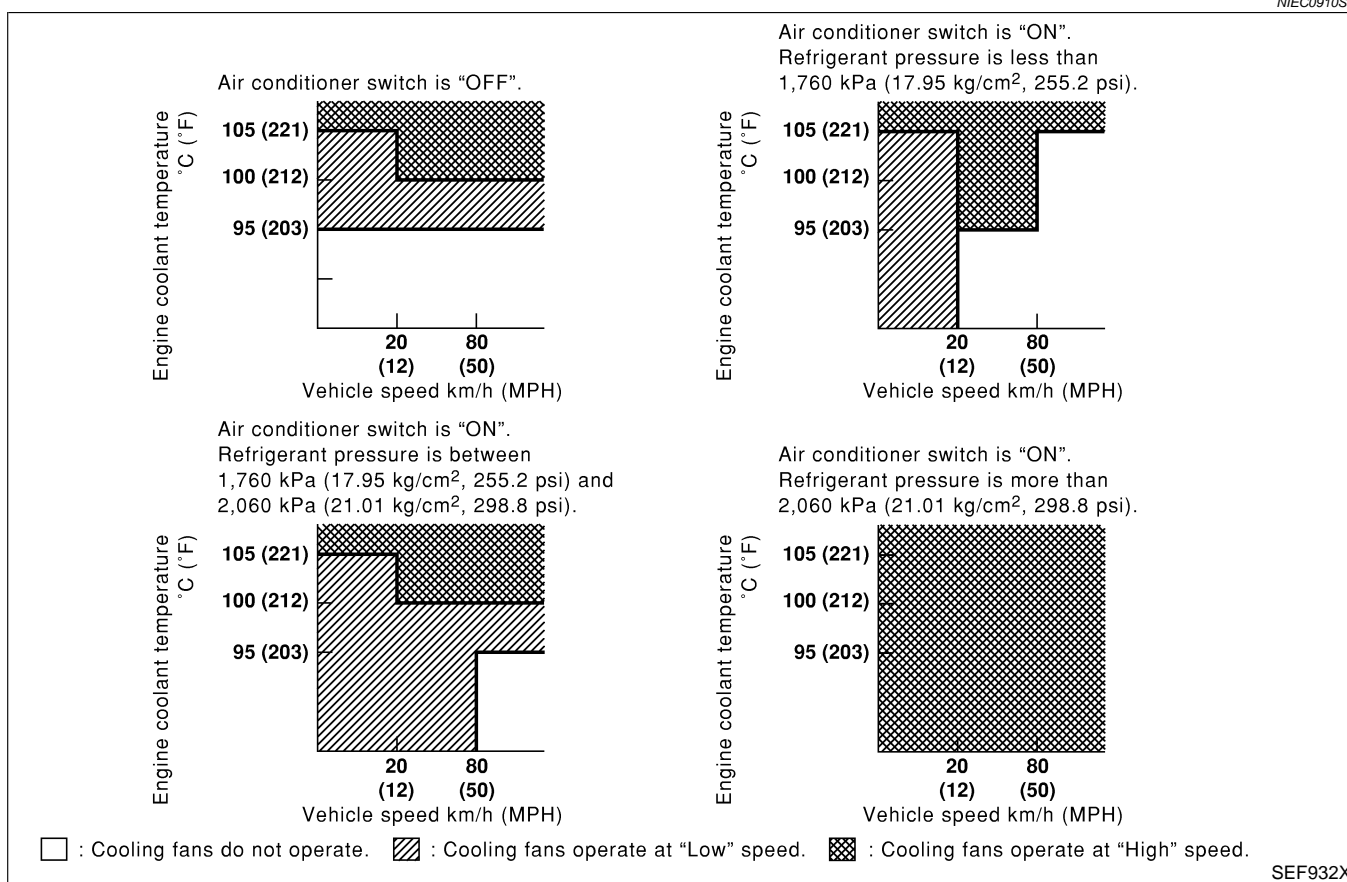 NIEC0910S
Air conditioner switch is “OFF”.
Engine coolant temperature
°C (°F)
105 (221)
100 (212)
95 (203)
20
(12)
80
(50)
Vehicle speed km/h (MPH)
Air conditioner switch is “ON”.
Refrigerant pressure is less than
1,760 kPa (17.95 kg/cm², 255.2 psi).
Engine coolant temperature
°C (°F)
105 (221)
100 (212)
95 (203)
20
(12)
80
(50)
Vehicle speed km/h (MPH)
Air conditioner switch is “ON”.
Refrigerant pressure is between
1,760 kPa (17.95 kg/cm², 255.2 psi) and
2,060 kPa (21.01 kg/cm², 298.8 psi).
Engine coolant temperature
°C (°F)
105 (221)
100 (212)
95 (203)
20
(12)
80
(50)
Vehicle speed km/h (MPH)
Air conditioner switch is “ON”.
Refrigerant pressure is more than
2,060 kPa (21.01 kg/cm², 298.8 psi).
Engine coolant temperature
°C (°F)
105 (221)
100 (212)
95 (203)
20
(12)
80
(50)
Vehicle speed km/h (MPH)
: Cooling fans do not operate. : Cooling fans operate at “Low” speed. : Cooling fans operate at “High” speed.
SEF932X